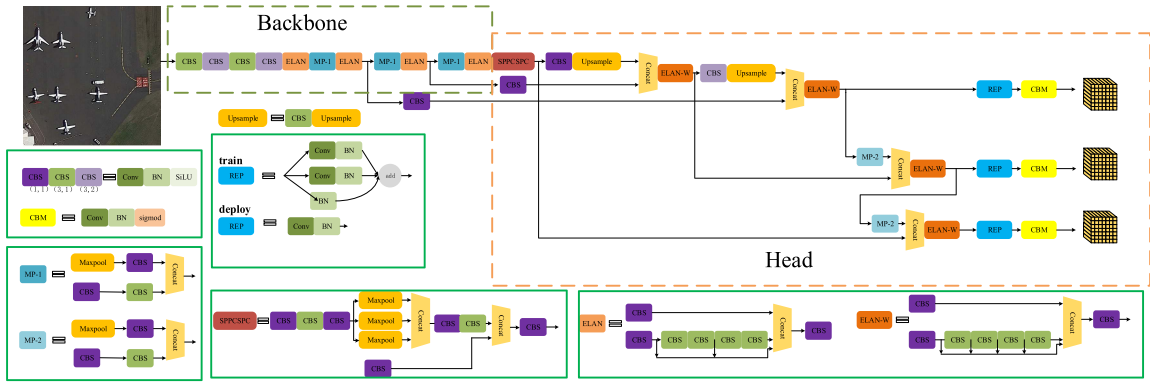 Backbone
CBS CBS CBS CBS ELAN MP-1 ELAN MP-1 ELAN MP-1 ELAN SPPCSPC CBS Upsample Concat ELAN-W CBS Upsample Concat ELAN-W REP CBM
CBS
CBS
Upsample CBS Upsample
train
REP Conv BN
Conv BN add
BN
deploy
REP Conv BN
CBS CBS CBS Conv BN SiLU
(1,1) (3,1) (3,2)
CBM Conv BN sigmod
MP-2 Concat ELAN-W REP CBM
MP-2 Concat ELAN-W REP CBM
Head
MP-1 Maxpool CBS Concat
CBS CBS
MP-2 Maxpool CBS Concat
CBS CBS
SPPCSPC CBS CBS CBS Maxpool Maxpool Maxpool Concat CBS CBS Concat CBS
CBS
ELAN CBS Concat CBS
CBS CBS CBS CBS CBS
ELAN-W CBS Concat CBS
CBS CBS CBS CBS CBS